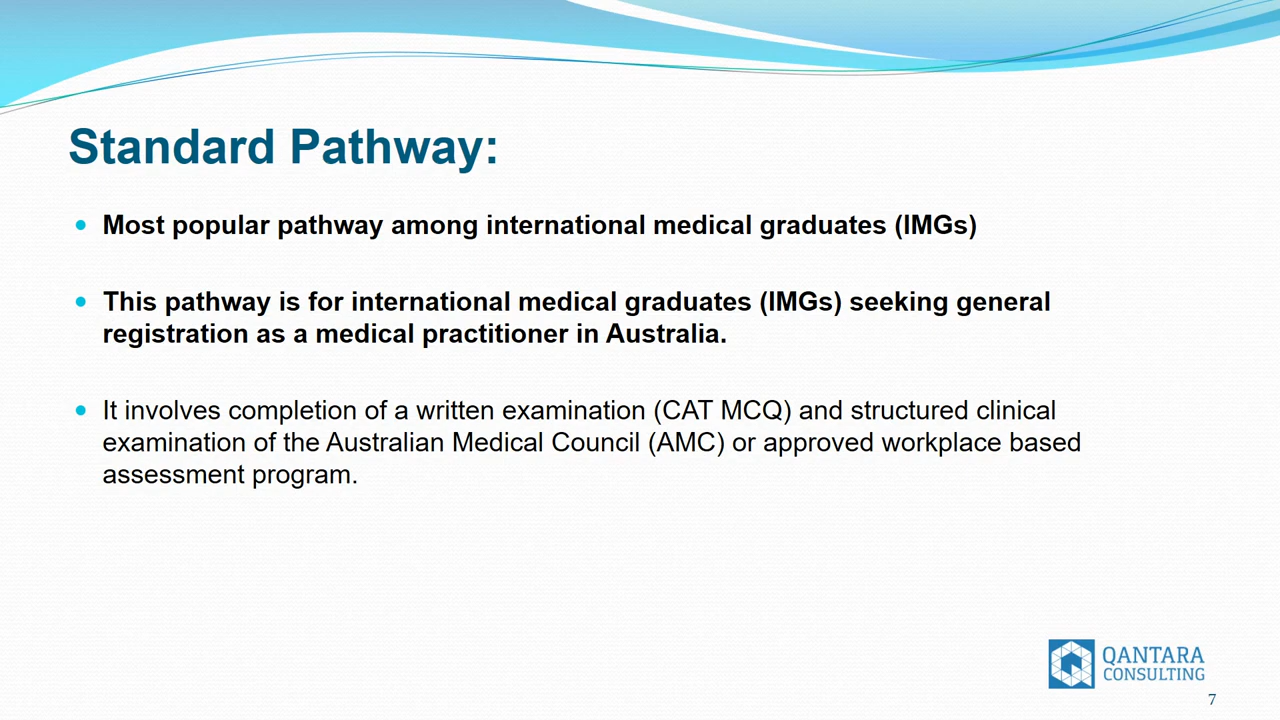 Standard Pathway:
Most popular pathway among international medical graduates (IMGs)
This pathway is for international medical graduates (IMGs) seeking general
registration as a medical practitioner in Australia.
It involves completion of a written examination (CAT MCQ) and structured clinical
examination of the Australian Medical Council (AMC) or approved workplace based
assessment program.
QANTARA
CONSULTING
7